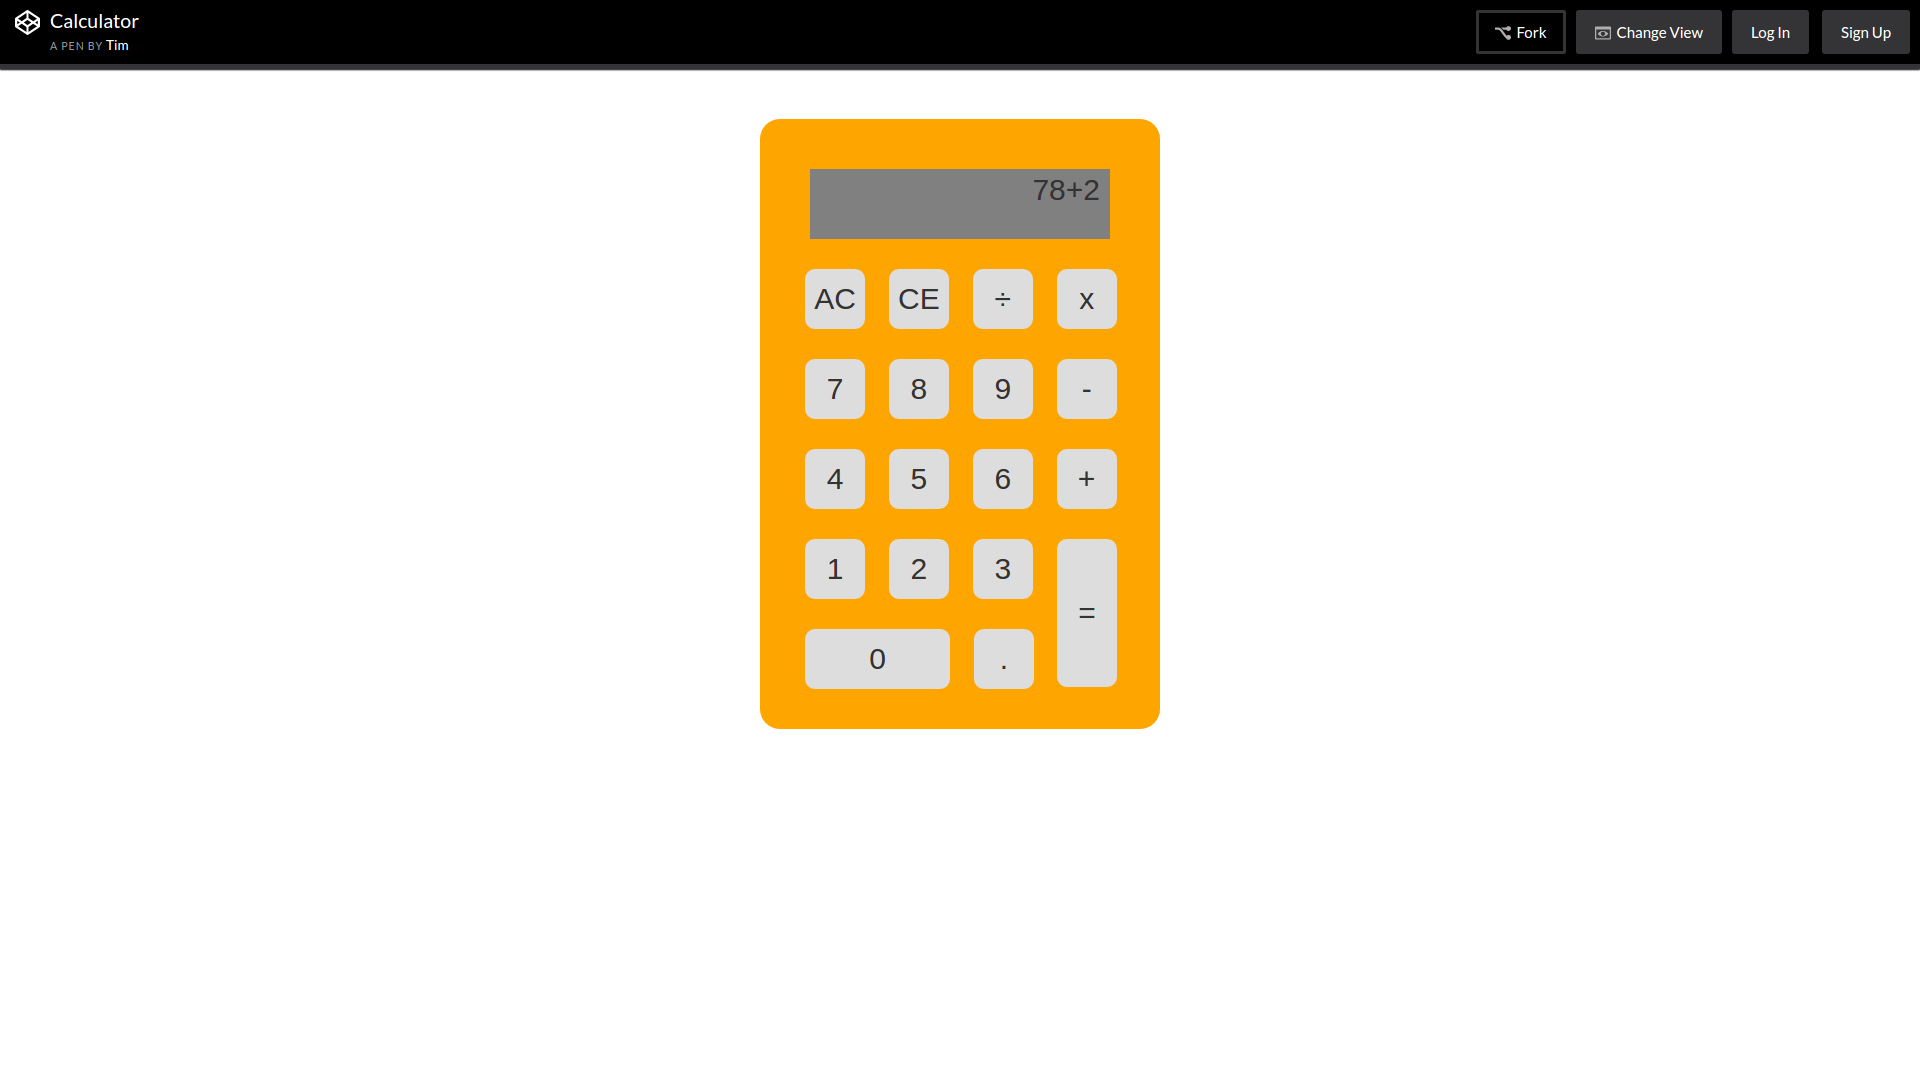 Calculator
A PEN BY Tim
Fork
Change View
Log In
Sign Up
78+2
AC CE ÷ x
7 8 9 -
4 5 6 +
1 2 3
=
0 .